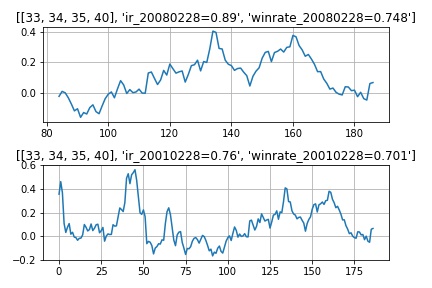 [[33, 34, 35, 40], 'ir_20080228=0.89', 'winrate_20080228=0.748']
0.4
0.2
0.0
80 100 120 140 160 180
[[33, 34, 35, 40], 'ir_20010228=0.76', 'winrate_20010228=0.701']
0.6
0.4
0.2
0.0
−0.2
0 25 50 75 100 125 150 175